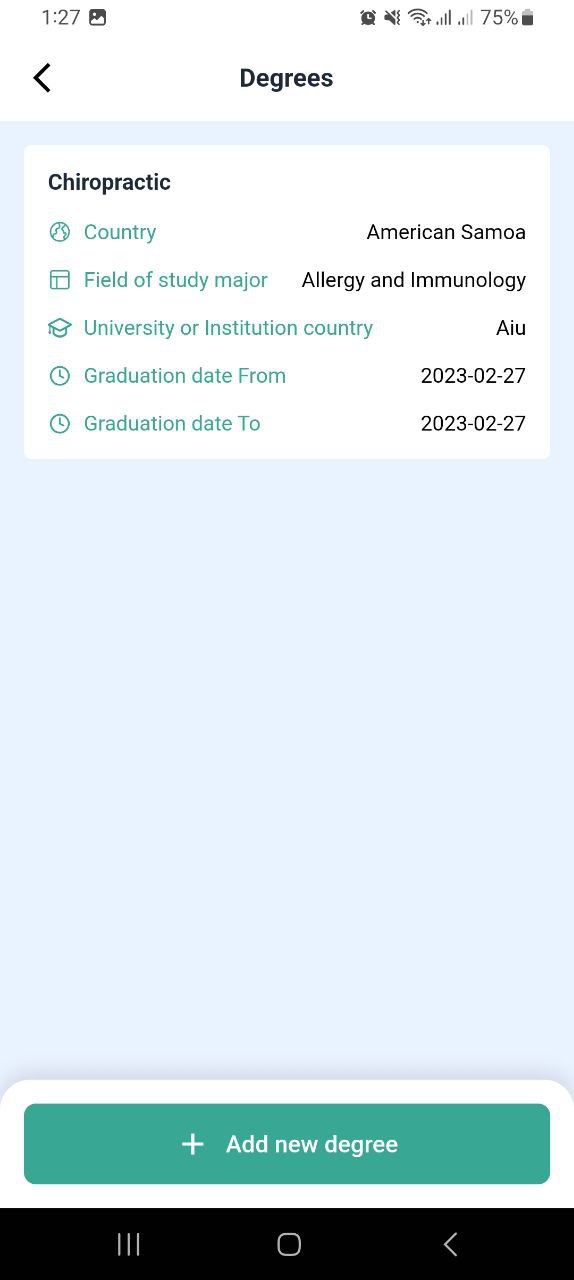 1:27 75%
Degrees
Chiropractic
Country American Samoa
Field of study major Allergy and Immunology
University or Institution country Aiu
Graduation date From 2023-02-27
Graduation date To 2023-02-27
+ Add new degree